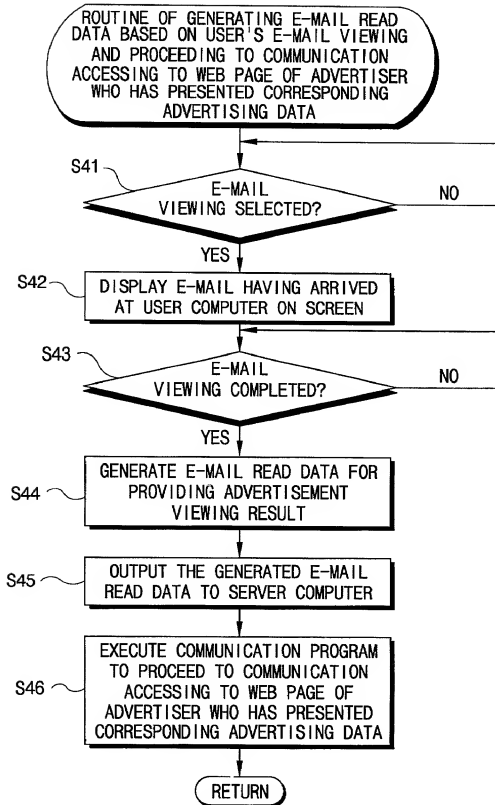 ROUTINE OF GENERATING E-MAIL READ
DATA BASED ON USER'S E-MAIL VIEWING
AND PROCEEDING TO COMMUNICATION
ACCESSING TO WEB PAGE OF ADVERTISER
WHO HAS PRESENTED CORRESPONDING
ADVERTISING DATA
S41
E-MAIL
VIEWING SELECTED?
NO
YES
S42
DISPLAY E-MAIL HAVING ARRIVED
AT USER COMPUTER ON SCREEN
S43
E-MAIL
VIEWING COMPLETED?
NO
YES
S44
GENERATE E-MAIL READ DATA FOR
PROVIDING ADVERTISEMENT
VIEWING RESULT
S45
OUTPUT THE GENERATED E-MAIL
READ DATA TO SERVER COMPUTER
S46
EXECUTE COMMUNICATION PROGRAM
TO PROCEED TO COMMUNICATION
ACCESSING TO WEB PAGE OF
ADVERTISER WHO HAS PRESENTED
CORRESPONDING ADVERTISING DATA
RETURN